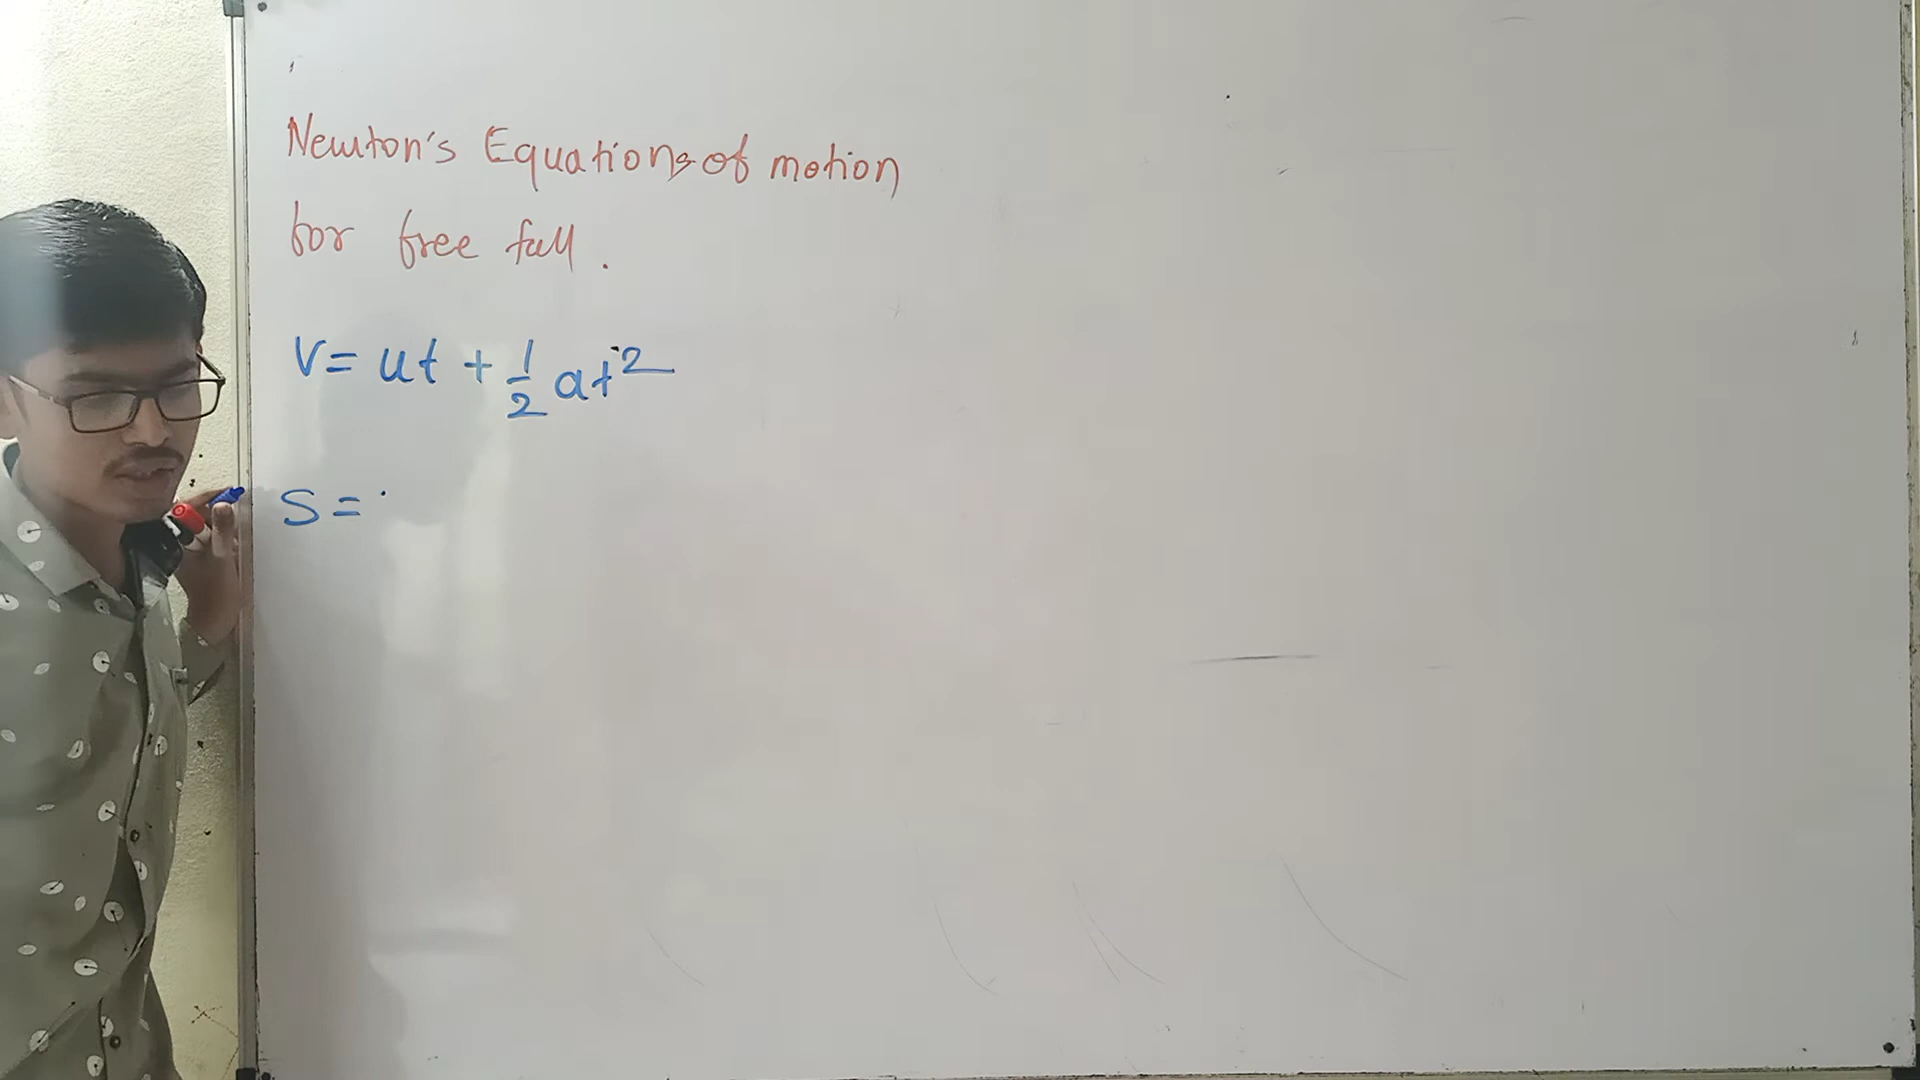 Newton's Equations of motion
for free fall.
V = ut + 1/2 at²
S =